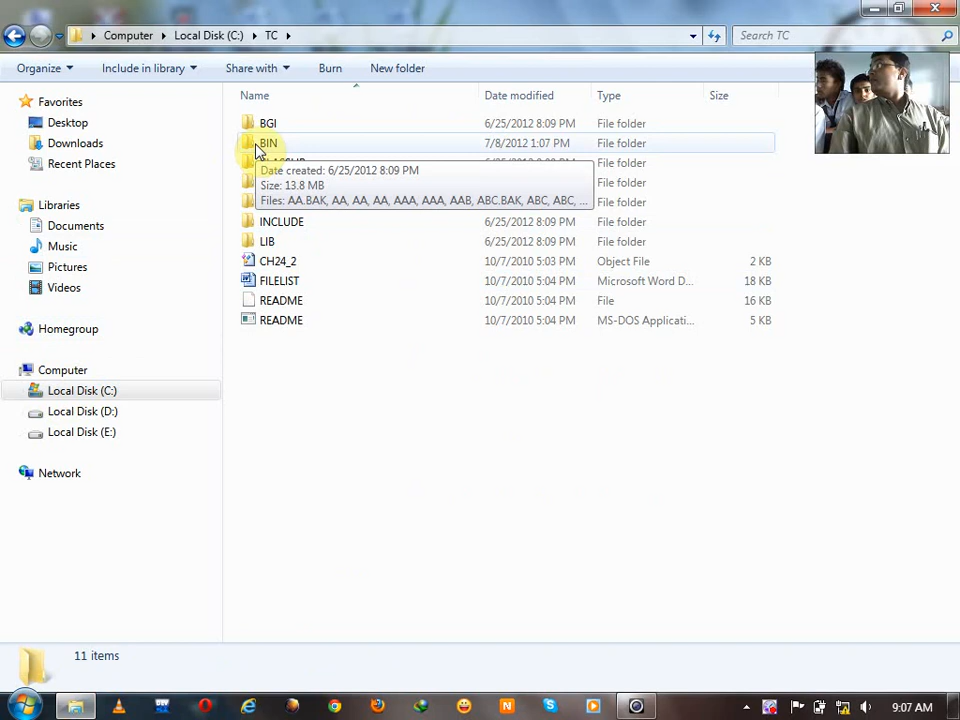 Computer Local Disk (C:) TC Search TC
Organize Include in library Share with Burn New folder
Name Date modified Type Size
Favorites
Desktop
Downloads
Recent Places
Libraries
Documents
Music
Pictures
Videos
Homegroup
Computer
Local Disk (C:)
Local Disk (D:)
Local Disk (E:)
Network
BGI 6/25/2012 8:09 PM File folder
BIN 7/8/2012 1:07 PM File folder
File folder
Date created: 6/25/2012 8:09 PM
Size: 13.8 MB
Files: AA.BAK, AA, AA, AA, AAA, AAA, AAB, ABC.BAK, ABC, ABC, ...
File folder
File folder
INCLUDE 6/25/2012 8:09 PM File folder
LIB 6/25/2012 8:09 PM File folder
CH24_2 10/7/2010 5:03 PM Object File 2 KB
FILELIST 10/7/2010 5:04 PM Microsoft Word D... 18 KB
README 10/7/2010 5:04 PM File 16 KB
README 10/7/2010 5:04 PM MS-DOS Applicati... 5 KB
11 items
9:07 AM